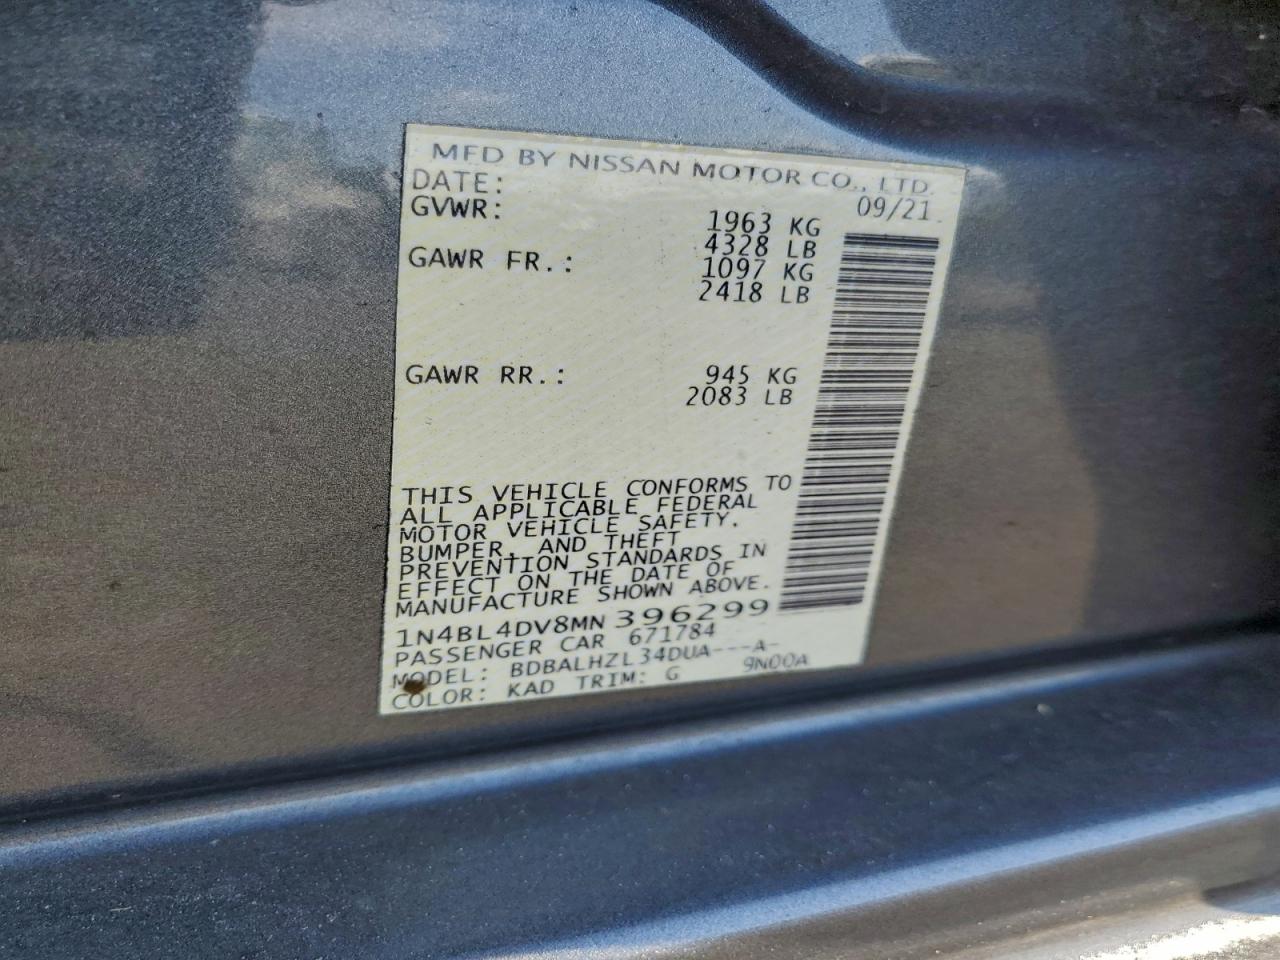 MFD BY NISSAN MOTOR CO., LTD.
DATE: 09/21
GVWR: 1963 KG
4328 LB
GAWR FR.: 1097 KG
2418 LB
GAWR RR.: 945 KG
2083 LB
THIS VEHICLE CONFORMS TO
ALL APPLICABLE FEDERAL
MOTOR VEHICLE SAFETY,
BUMPER, AND THEFT
PREVENTION STANDARDS IN
EFFECT ON THE DATE OF
MANUFACTURE SHOWN ABOVE.
1N4BL4DV8MN396299
PASSENGER CAR 671784
MODEL: BDBALHZL34DUA---A-
COLOR: KAD TRIM: G 9N00A